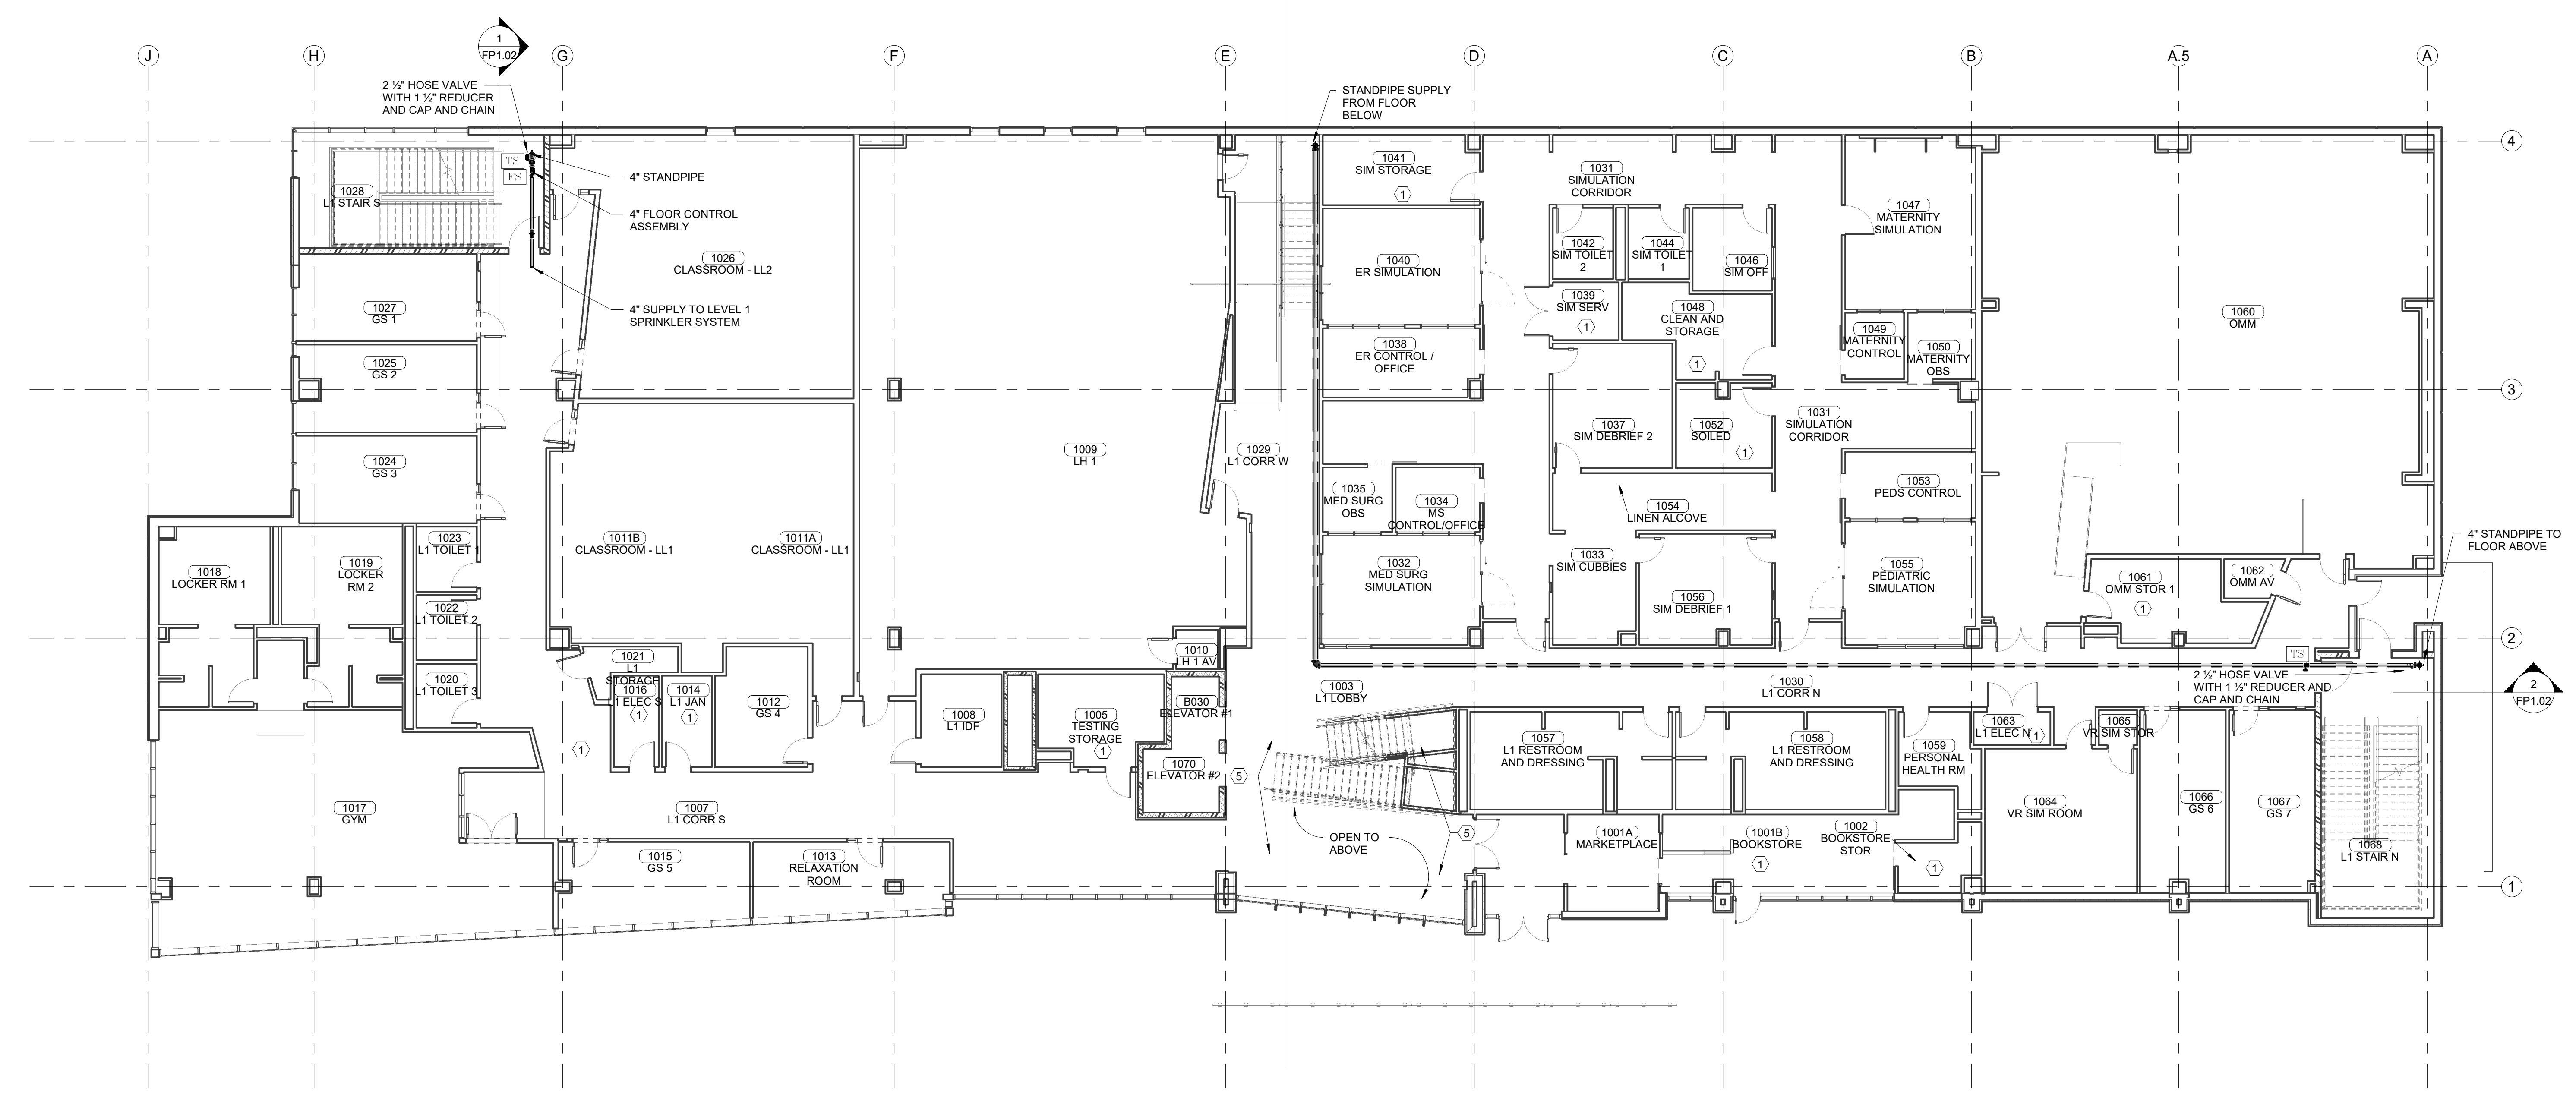 1
FP1.02
J
H
G
F
E
D
C
B
A.5
A
2 ½" HOSE VALVE
WITH 1 ½" REDUCER
AND CAP AND CHAIN
STANDPIPE SUPPLY
FROM FLOOR
BELOW
4
TS
FS
4" STANDPIPE
4" FLOOR CONTROL
ASSEMBLY
4" SUPPLY TO LEVEL 1
SPRINKLER SYSTEM
1028
L1 STAIR S
1026
CLASSROOM - LL2
1041
SIM STORAGE
1
1031
SIMULATION
CORRIDOR
1047
MATERNITY
SIMULATION
1040
ER SIMULATION
1042
SIM TOILET
2
1044
SIM TOILET
1
1046
SIM OFF
1039
SIM SERV
1
1048
CLEAN AND
STORAGE
1
1027
GS 1
1060
OMM
1038
ER CONTROL /
OFFICE
1049
MATERNITY
CONTROL
1050
MATERNITY
OBS
1025
GS 2
3
1037
SIM DEBRIEF 2
1052
SOILED
1
1031
SIMULATION
CORRIDOR
1024
GS 3
1009
LH 1
1029
L1 CORR W
1035
MED SURG
OBS
1034
MS
CONTROL/OFFICE
1054
LINEN ALCOVE
1053
PEDS CONTROL
1011B
CLASSROOM - LL1
1011A
CLASSROOM - LL1
1023
L1 TOILET 1
1018
LOCKER RM 1
1019
LOCKER
RM 2
1022
L1 TOILET 2
1032
MED SURG
SIMULATION
1033
SIM CUBBIES
1056
SIM DEBRIEF 1
1055
PEDIATRIC
SIMULATION
1061
OMM STOR 1
1
1062
OMM AV
4" STANDPIPE TO
FLOOR ABOVE
2
1010
LH 1 AV
1021
L1
STORAGE
1020
L1 TOILET 3
1016
L1 ELEC S
1
1014
L1 JAN
1
1012
GS 4
1008
L1 IDF
1005
TESTING
STORAGE
1
B030
ELEVATOR #1
1070
ELEVATOR #2
1003
L1 LOBBY
1030
L1 CORR N
TS
2 ½" HOSE VALVE
WITH 1 ½" REDUCER AND
CAP AND CHAIN
2
FP1.02
1
5
1057
L1 RESTROOM
AND DRESSING
1058
L1 RESTROOM
AND DRESSING
1059
PERSONAL
HEALTH RM
1063
L1 ELEC N
1
1065
VR SIM STOR
1017
GYM
1007
L1 CORR S
1064
VR SIM ROOM
1066
GS 6
1067
GS 7
1068
L1 STAIR N
OPEN TO
ABOVE
5
1001A
MARKETPLACE
1001B
BOOKSTORE
1
1002
BOOKSTORE
STOR
1
1015
GS 5
1013
RELAXATION
ROOM
1